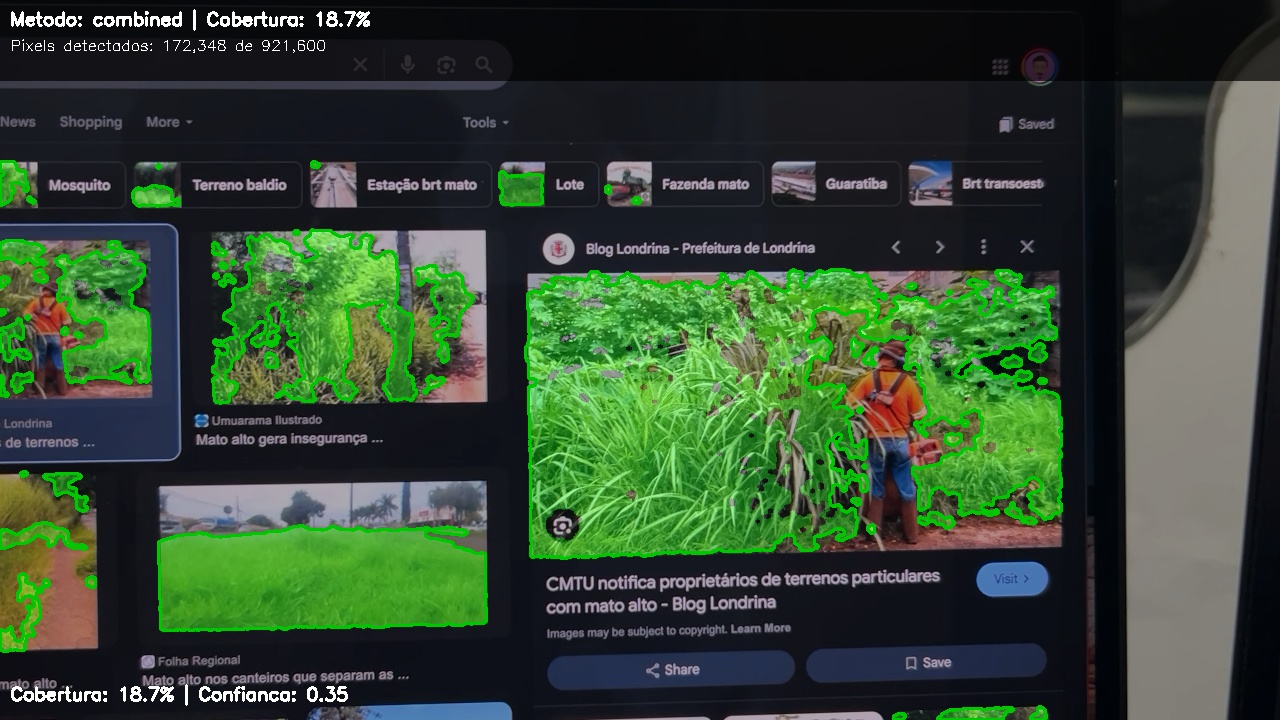 Metodo: combined | Cobertura: 18.7%
Pixels detectados: 172,348 de 921,600
News Shopping More Tools Saved
Mosquito Terreno baldio Estação brt mato Lote Fazenda mato Guaratiba Brt transoest
Blog Londrina - Prefeitura de Londrina
Londrina
s de terrenos ...
Umuarama Ilustrado
Mato alto gera insegurança ...
CMTU notifica proprietários de terrenos particulares
com mato alto - Blog Londrina
Visit >
Images may be subject to copyright. Learn More
Share Save
Folha Regional
Mato alto nos canteiros que separam as ...
mato alto ...
Cobertura: 18.7% | Confianca: 0.35